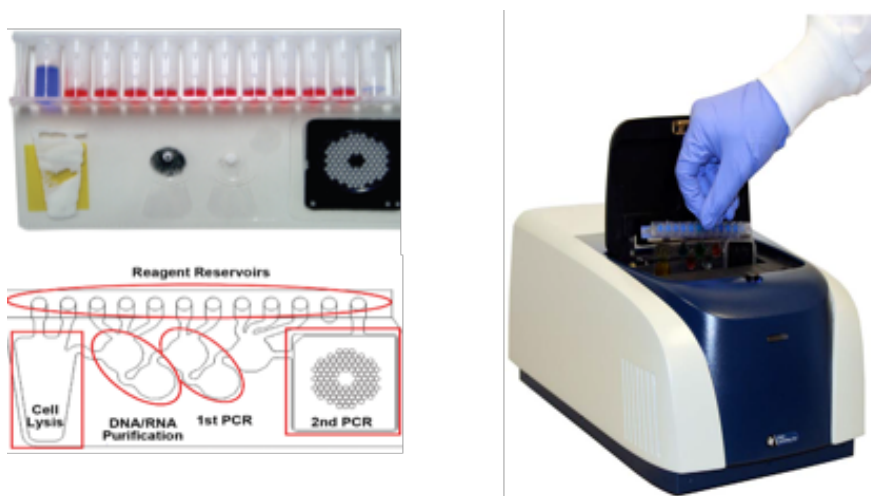 Reagent Reservoirs
Cell
Lysis
DNA/RNA
Purification
1st PCR
2nd PCR